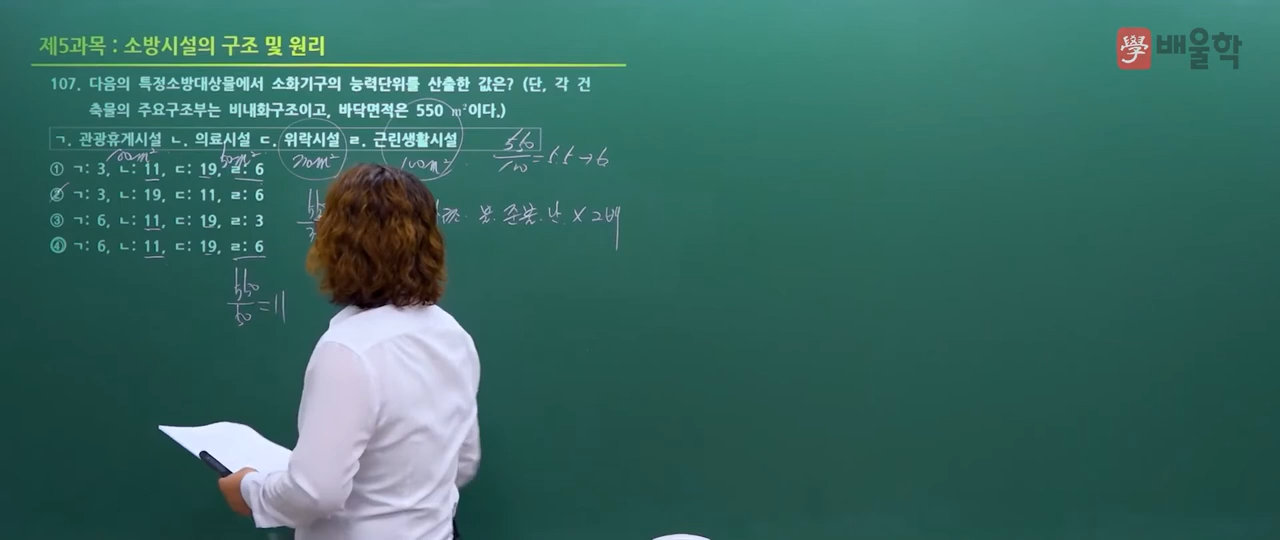 제5과목 : 소방시설의 구조 및 원리
學 배울학
107. 다음의 특정소방대상물에서 소화기구의 능력단위를 산출한 값은? (단, 각 건
축물의 주요구조부는 비내화구조이고, 바닥면적은 550 m²이다.)
ㄱ. 관광휴게시설 ㄴ. 의료시설 ㄷ. 위락시설 ㄹ. 근린생활시설
100m² 50m² 30m² 100m²
550/100 = 5.5 → 6
① ㄱ: 3, ㄴ: 11, ㄷ: 19, ㄹ: 6
② ㄱ: 3, ㄴ: 19, ㄷ: 11, ㄹ: 6
③ ㄱ: 6, ㄴ: 11, ㄷ: 19, ㄹ: 3
불. 준불. 난 × 2배
④ ㄱ: 6, ㄴ: 11, ㄷ: 19, ㄹ: 6
550/50 = 11